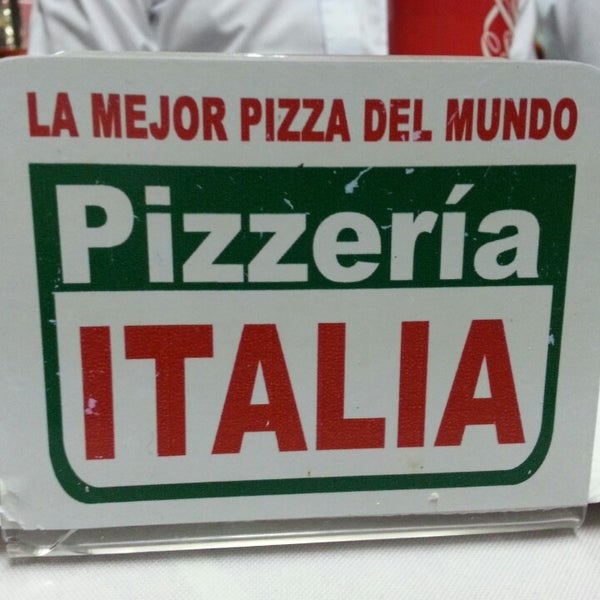 LA MEJOR PIZZA DEL MUNDO
Pizzería
ITALIA